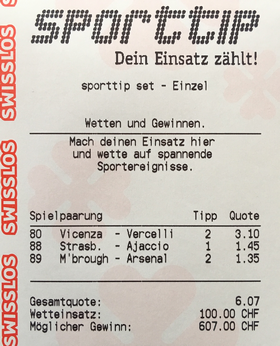 sporttip
Dein Einsatz zählt!
sporttip set - Einzel
Wetten und Gewinnen.
Mach deinen Einsatz hier
und wette auf spannende
Sportereignisse.
Spielpaarung Tipp Quote
80 Vicenza - Vercelli 2 3.10
88 Strasb. - Ajaccio 1 1.45
89 M'brough - Arsenal 2 1.35
Gesamtquote: 6.07
Wetteinsatz: 100.00 CHF
Möglicher Gewinn: 607.00 CHF
SWISSLOS
SWISSLOS
SWISSLOS